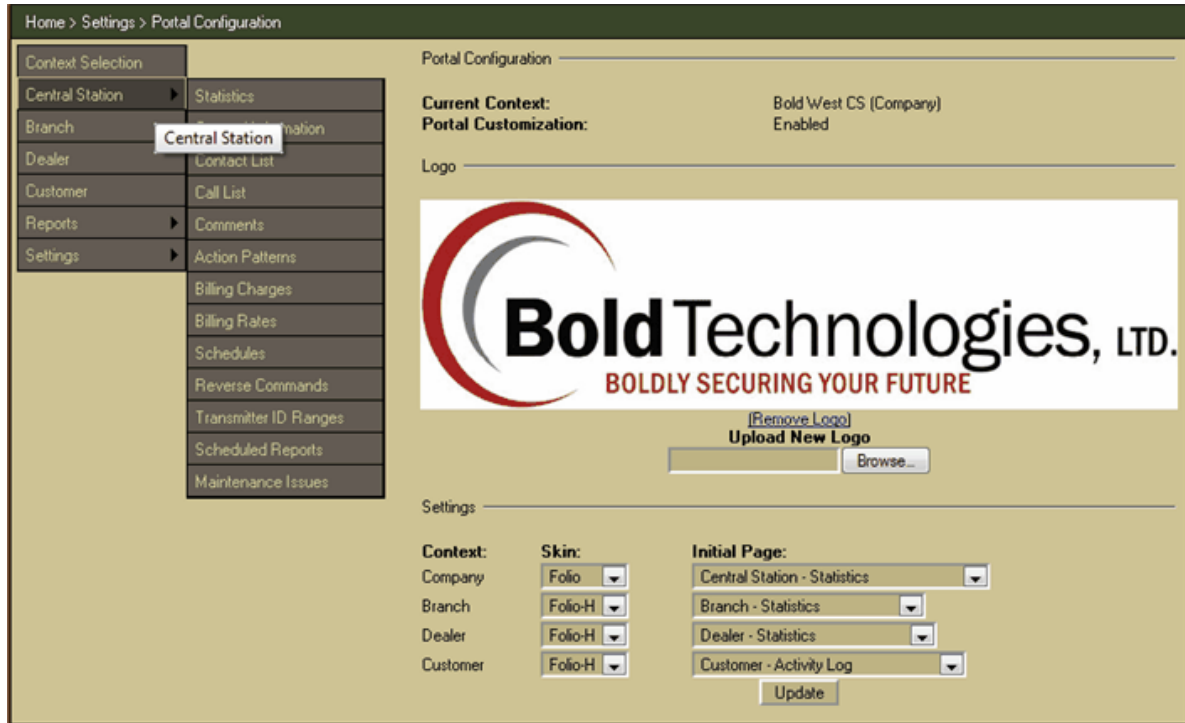 Home > Settings > Portal Configuration
Context Selection
Central Station
Branch
Dealer
Customer
Reports
Settings
Statistics
Central Station
Contact List
Call List
Comments
Action Patterns
Billing Charges
Billing Rates
Schedules
Reverse Commands
Transmitter ID Ranges
Scheduled Reports
Maintenance Issues
Portal Configuration
Current Context: Bold West CS (Company)
Portal Customization: Enabled
Logo
Bold Technologies, LTD.
BOLDLY SECURING YOUR FUTURE
[Remove Logo]
Upload New Logo
Browse...
Settings
Context: Skin: Initial Page:
Company Folio Central Station - Statistics
Branch Folio-H Branch - Statistics
Dealer Folio-H Dealer - Statistics
Customer Folio-H Customer - Activity Log
Update